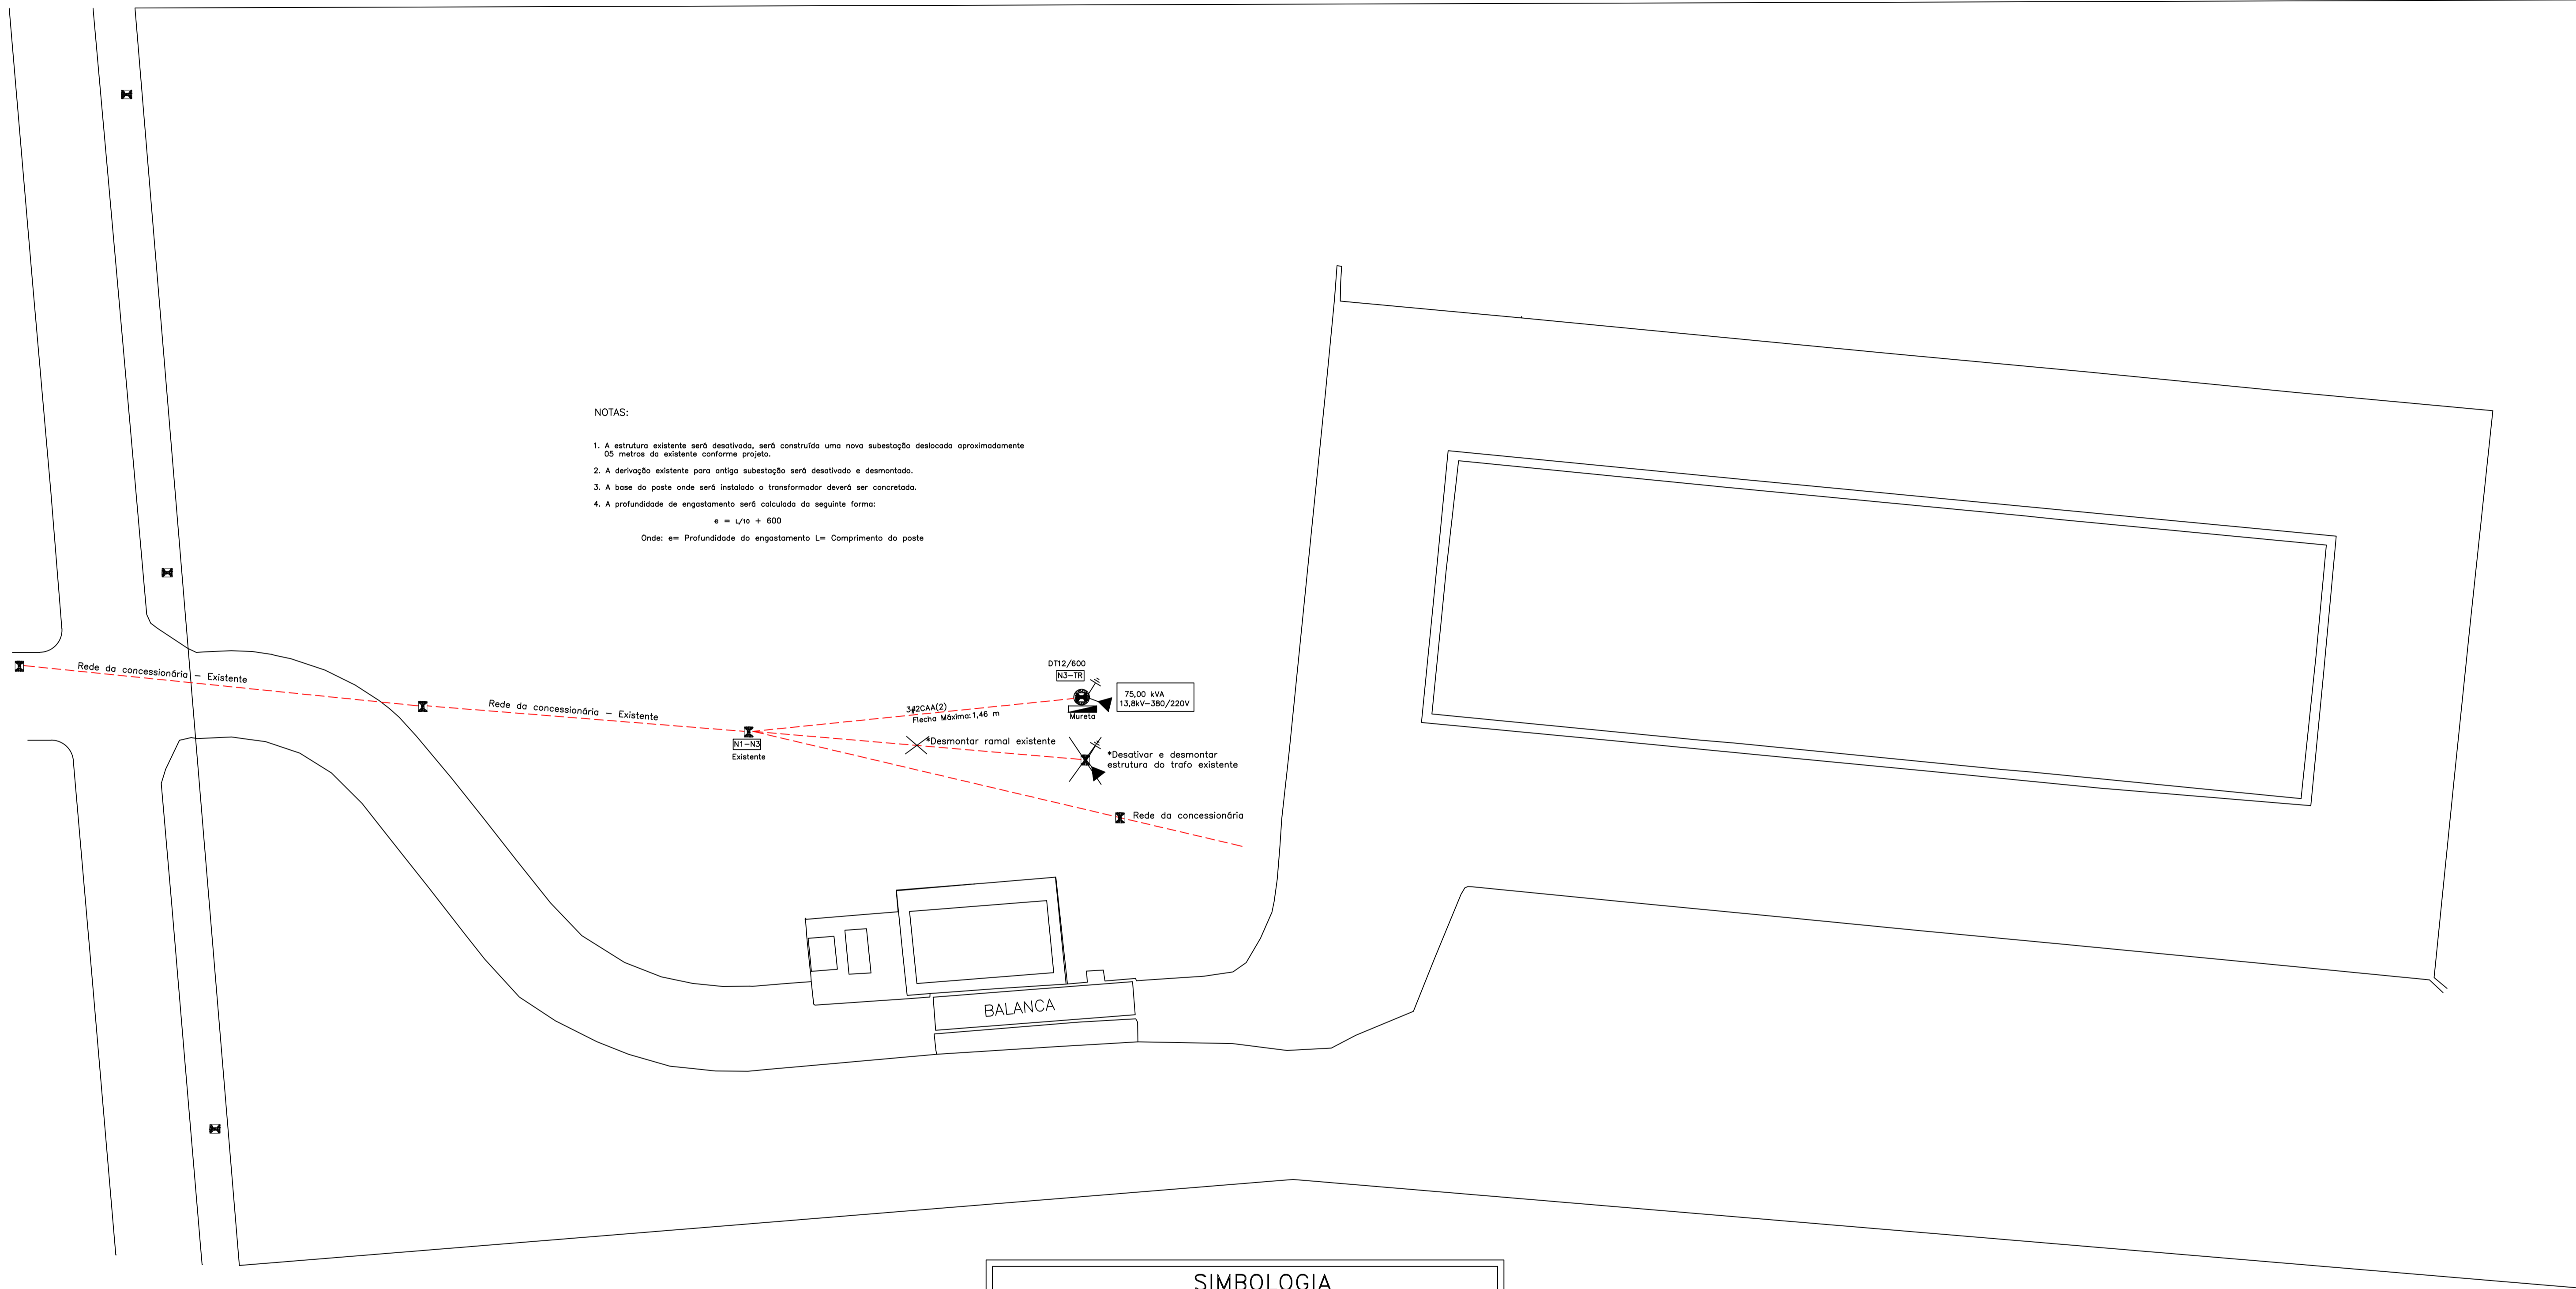 NOTAS:
1. A estrutura existente será desativada, será construída uma nova subestação deslocada aproximadamente
05 metros da existente conforme projeto.
2. A derivação existente para antiga subestação será desativado e desmontado.
3. A base do poste onde será instalado o transformador deverá ser concretada.
4. A profundidade de engastamento será calculada da seguinte forma:
e = L/10 + 600
Onde: e= Profundidade do engastamento L= Comprimento do poste
Rede da concessionária - Existente
Rede da concessionária - Existente
N1-N3
Existente
3#2CAA(2)
Flecha Máxima:1,46 m
DT12/600
N3-TR
Mureta
75,00 kVA
13,8kV-380/220V
*Desmontar ramal existente
*Desativar e desmontar
estrutura do trafo existente
Rede da concessionária
BALANCA
SIMBOLOGIA